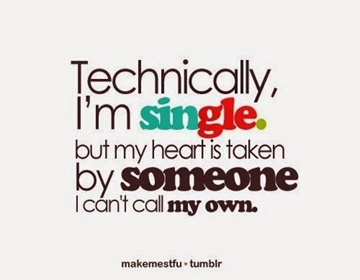 Technically,
I'm single.
but my heart is taken
by someone
I can't call my own.
makemestfu • tumblr